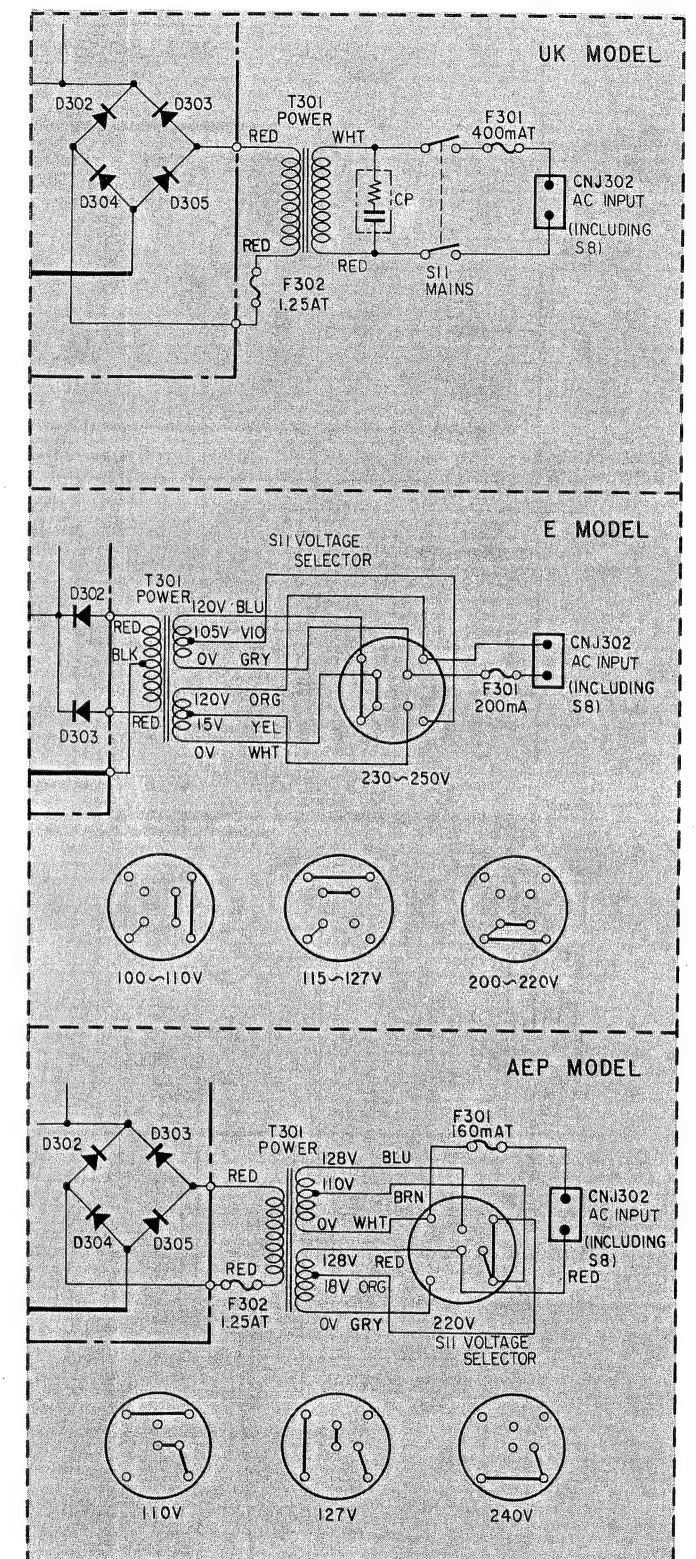 UK MODEL
D302
D303
D304
D305
RED
RED
T301
POWER
WHT
RED
F302
1.25AT
CP
S11
MAINS
F301
400mAT
CNJ302
AC INPUT
(INCLUDING
S8)
E MODEL
S11 VOLTAGE
SELECTOR
D302
D303
RED
BLK
RED
T301
POWER
120V BLU
105V VIO
0V GRY
120V ORG
15V YEL
0V WHT
F301
200mA
CNJ302
AC INPUT
(INCLUDING
S8)
230~250V
100~110V
115~127V
200~220V
AEP MODEL
D302
D303
D304
D305
RED
RED
F302
1.25AT
T301
POWER
128V BLU
110V BRN
0V WHT
128V RED
18V ORG
0V GRY
F301
160mAT
CNJ302
AC INPUT
(INCLUDING
S8)
RED
220V
S11 VOLTAGE
SELECTOR
110V
127V
240V